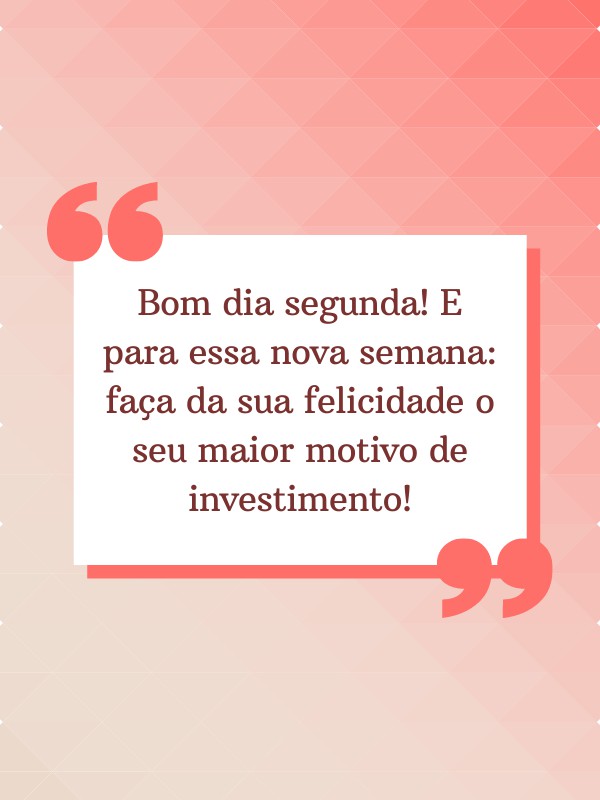 Bom dia segunda! E
para essa nova semana:
faça da sua felicidade o
seu maior motivo de
investimento!